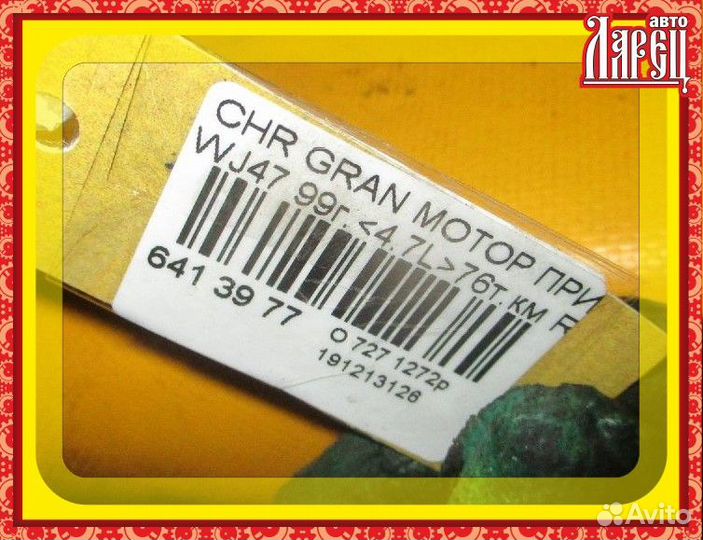 авто
Ларец
CHR GRAN МОТОР ПРИ
WJ47 99г. <4.7L> 76т.км R
641 39 77
О 727 1272р
191213126
Avito